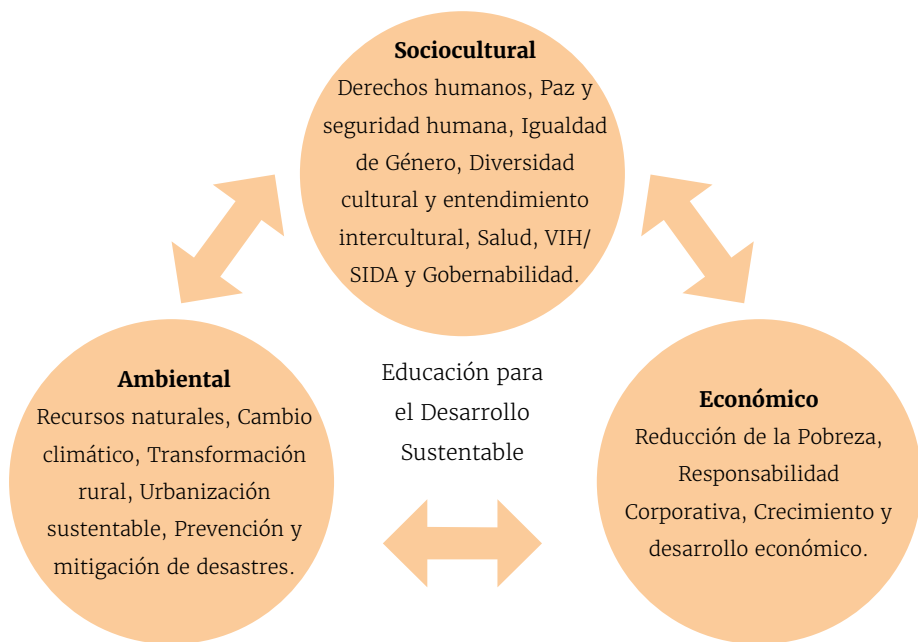 Sociocultural
Derechos humanos, Paz y
seguridad humana, Igualdad
de Género, Diversidad
cultural y entendimiento
intercultural, Salud, VIH/
SIDA y Gobernabilidad.
Ambiental
Recursos naturales, Cambio
climático, Transformación
rural, Urbanización
sustentable, Prevención y
mitigación de desastres.
Educación para
el Desarrollo
Sustentable
Económico
Reducción de la Pobreza,
Responsabilidad
Corporativa, Crecimiento y
desarrollo económico.